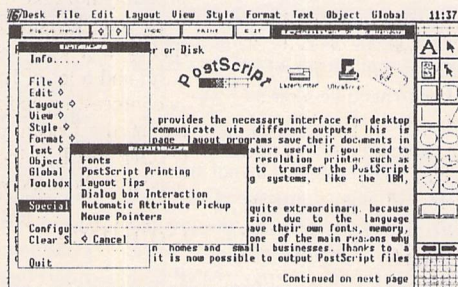 Desk File Edit Layout View Style Format Text Object Global 11:37
INDEX PRINT EXIT
er or Disk
Info.....
File ◊
Edit ◊
Layout ◊
View ◊
Style ◊
Format ◊
Text ◊
Object
Global
Toolbox
Special
Configu
Clear S
Quit
PostScript
LaserWriter UltraScript
provides the necessary interface for desktop
communicate via different outputs. This is
page layout programs save their documents in
ature useful if you need to
resolution printer such as
to transfer the PostScript
g systems, like the IBM,
Fonts
PostScript Printing
Layout Tips
Dialog box Interaction
Automatic Attribute Pickup
Mouse Pointers
◊ Cancel
quite extraordinary, because
sion due to the language
ave their own fonts, memory,
one of the main reasons why
n homes and small businesses. Thanks to a
it is now possible to output PostScript files
Continued on next page
A